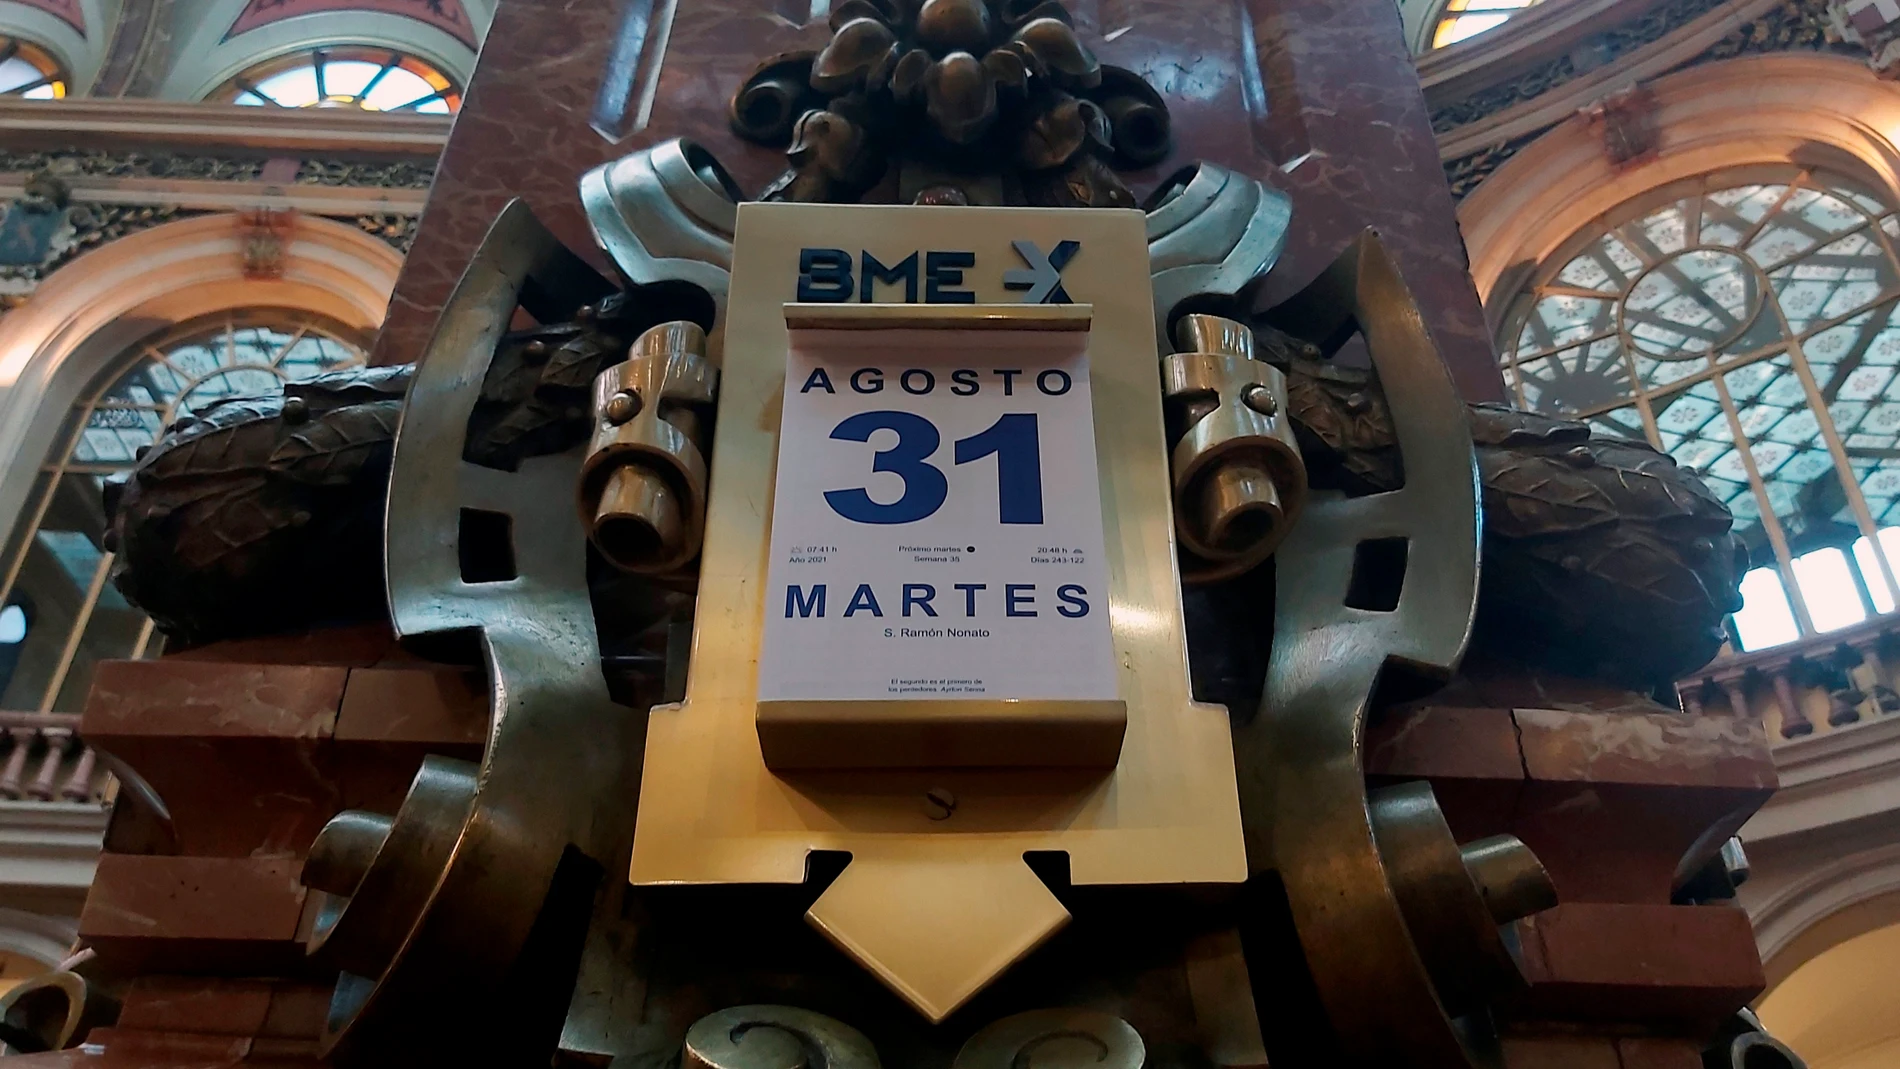 BME X
AGOSTO
31
07:41 h Próximo martes 20:48 h
Año 2021 Semana 35 Días 243-122
MARTES
S. Ramón Nonato
El segundo es el primero de
los perdedores. Ayrton Senna